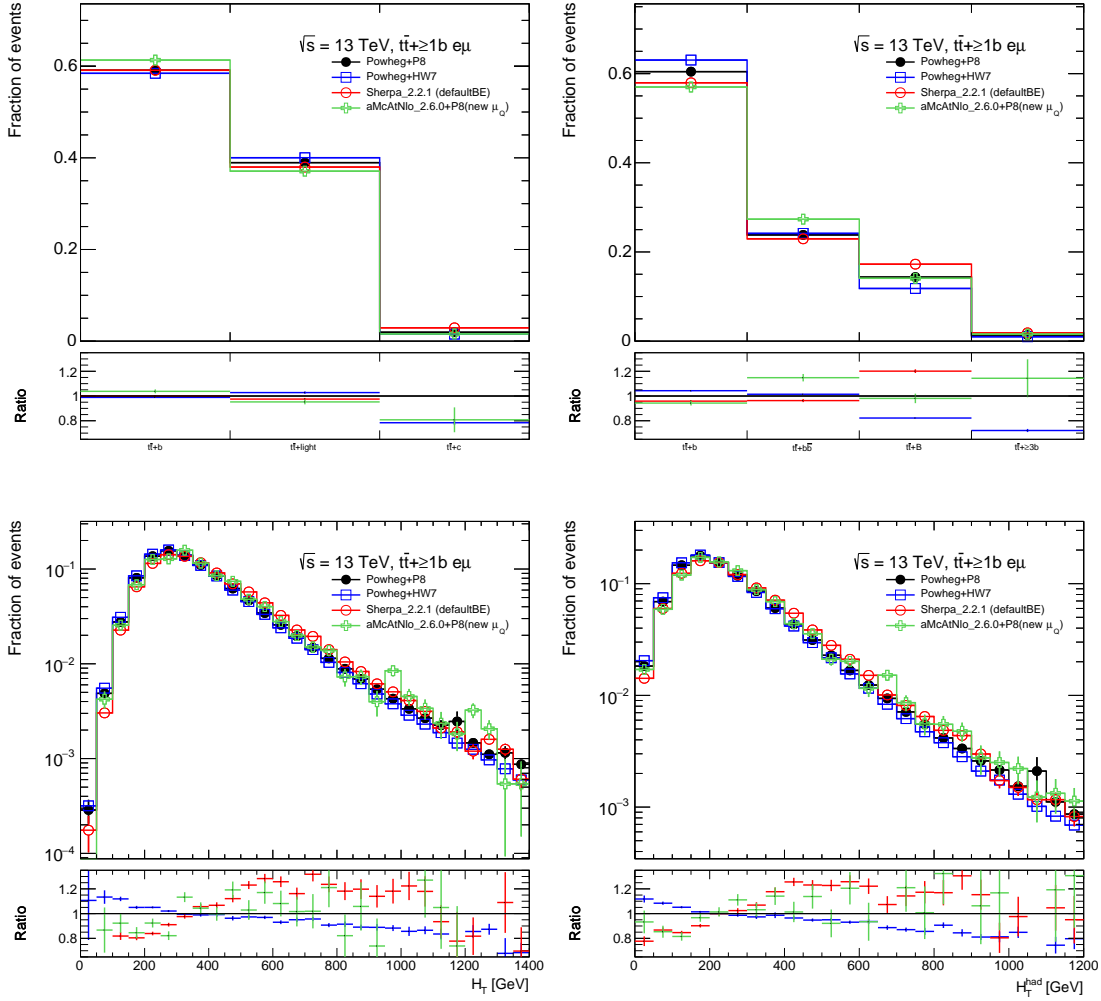 Fraction of events
√s = 13 TeV, tt̄+≥1b eμ
Powheg+P8
Powheg+HW7
Sherpa_2.2.1 (defaultBE)
aMcAtNlo_2.6.0+P8(new μ_Q)
0.6
0.4
0.2
0
Ratio
1.2
1
0.8
tt̄+b
tt̄+light
tt̄+c
Fraction of events
√s = 13 TeV, tt̄+≥1b eμ
Powheg+P8
Powheg+HW7
Sherpa_2.2.1 (defaultBE)
aMcAtNlo_2.6.0+P8(new μ_Q)
0.6
0.4
0.2
0
Ratio
1.2
1
0.8
tt̄+b
tt̄+bb̄
tt̄+B
tt̄+≥3b
Fraction of events
√s = 13 TeV, tt̄+≥1b eμ
Powheg+P8
Powheg+HW7
Sherpa_2.2.1 (defaultBE)
aMcAtNlo_2.6.0+P8(new μ_Q)
10⁻¹
10⁻²
10⁻³
10⁻⁴
Ratio
1.2
1
0.8
0 200 400 600 800 1000 1200 1400
H_T [GeV]
Fraction of events
√s = 13 TeV, tt̄+≥1b eμ
Powheg+P8
Powheg+HW7
Sherpa_2.2.1 (defaultBE)
aMcAtNlo_2.6.0+P8(new μ_Q)
10⁻¹
10⁻²
10⁻³
Ratio
1.2
1
0.8
0 200 400 600 800 1000 1200
H_T^had [GeV]